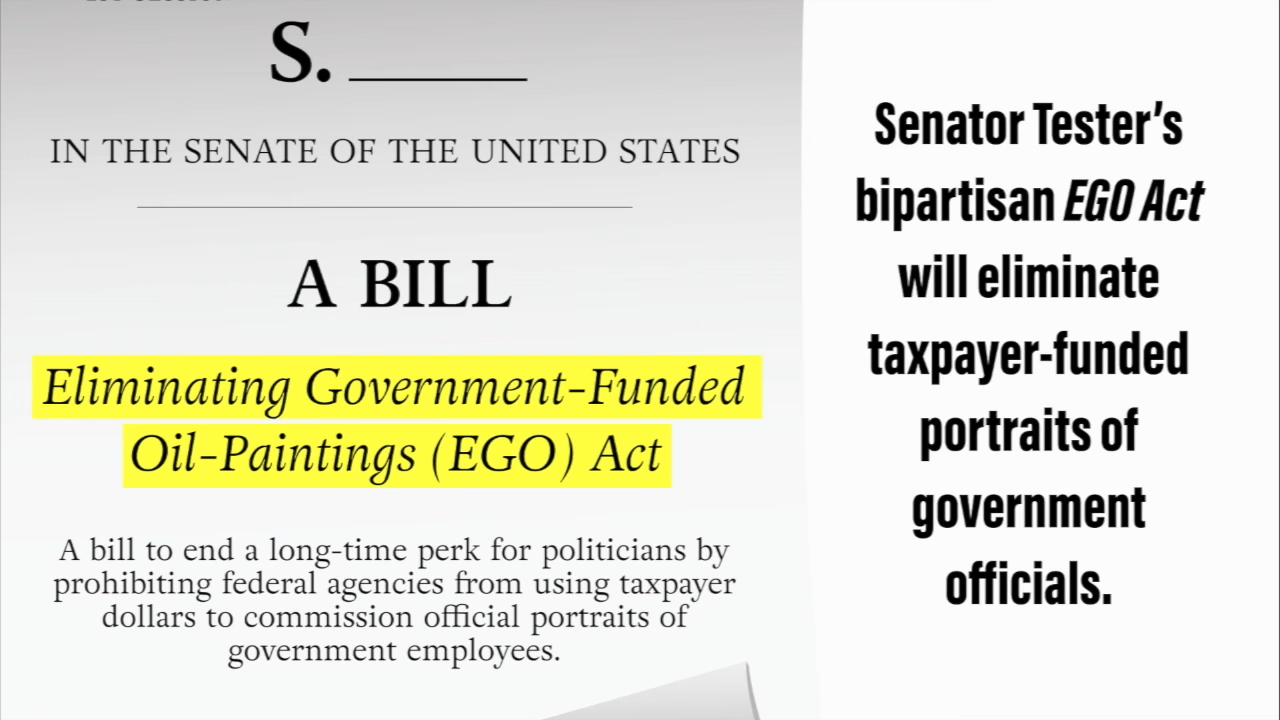 S. ________
IN THE SENATE OF THE UNITED STATES
A BILL
Eliminating Government-Funded
Oil-Paintings (EGO) Act
A bill to end a long-time perk for politicians by
prohibiting federal agencies from using taxpayer
dollars to commission official portraits of
government employees.
Senator Tester's
bipartisan EGO Act
will eliminate
taxpayer-funded
portraits of
government
officials.